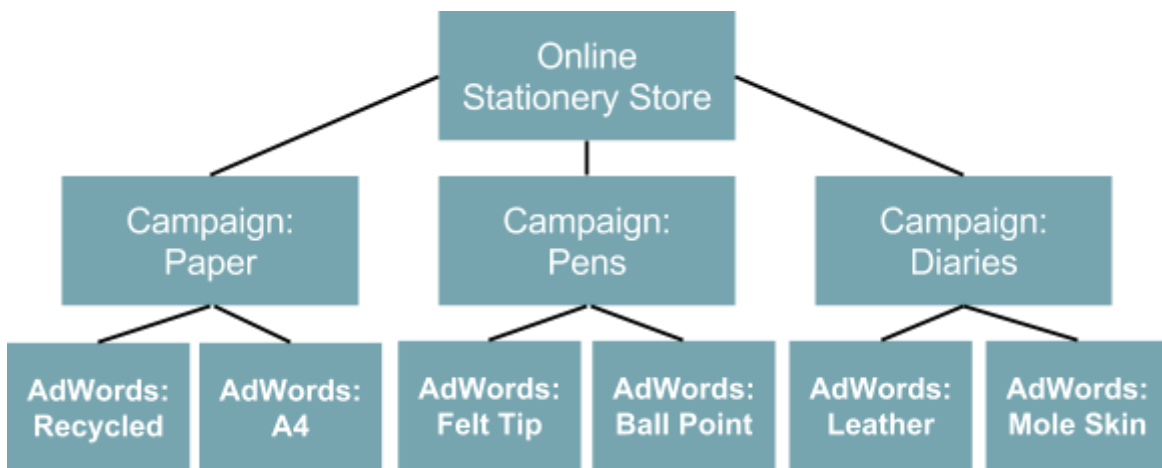 Online
Stationery Store
Campaign:
Paper
Campaign:
Pens
Campaign:
Diaries
AdWords:
Recycled
AdWords:
A4
AdWords:
Felt Tip
AdWords:
Ball Point
AdWords:
Leather
AdWords:
Mole Skin